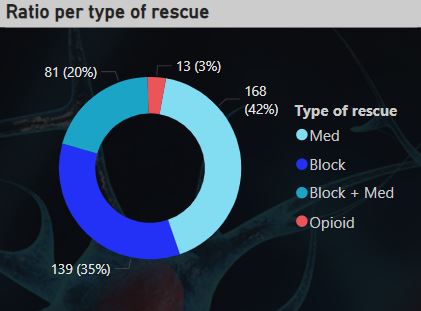 Ratio per type of rescue
13 (3%)
81 (20%)
168
(42%)
139 (35%)
Type of rescue
Med
Block
Block + Med
Opioid